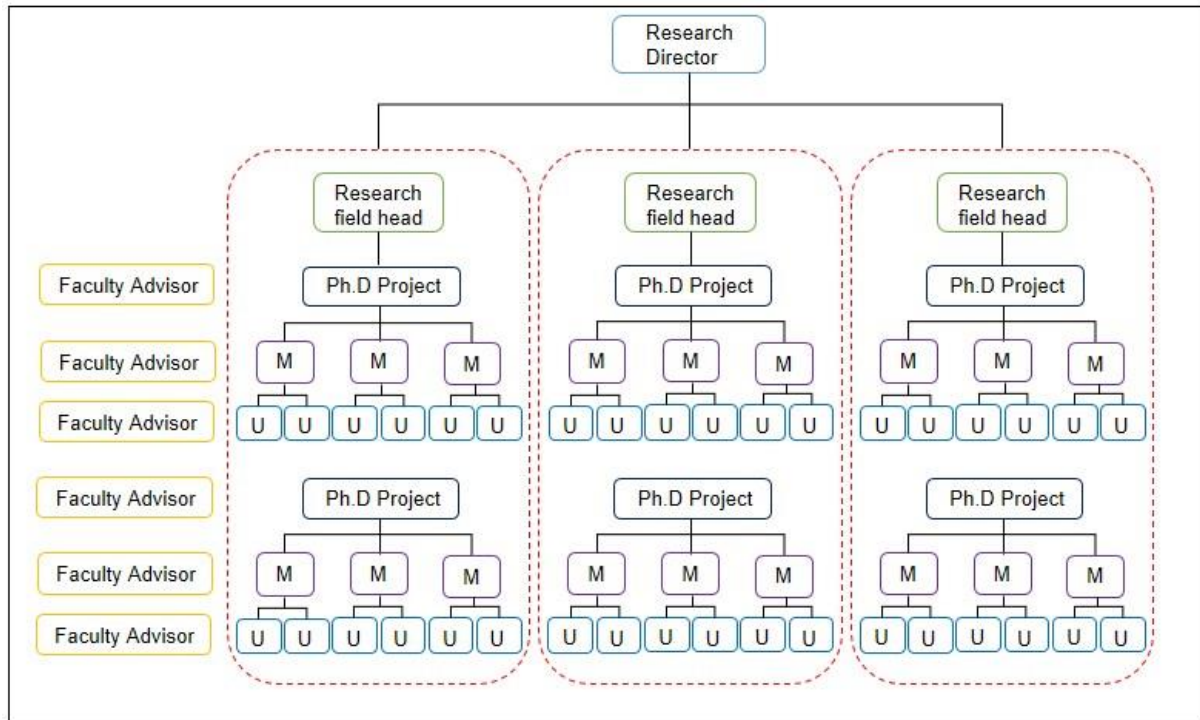 Research
Director
Research
field head
Research
field head
Research
field head
Faculty Advisor
Ph.D Project
Ph.D Project
Ph.D Project
Faculty Advisor
M M M M M M M M M
Faculty Advisor
U U U U U U U U U U U U U U U U U U
Faculty Advisor
Ph.D Project
Ph.D Project
Ph.D Project
Faculty Advisor
M M M M M M M M M
Faculty Advisor
U U U U U U U U U U U U U U U U U U